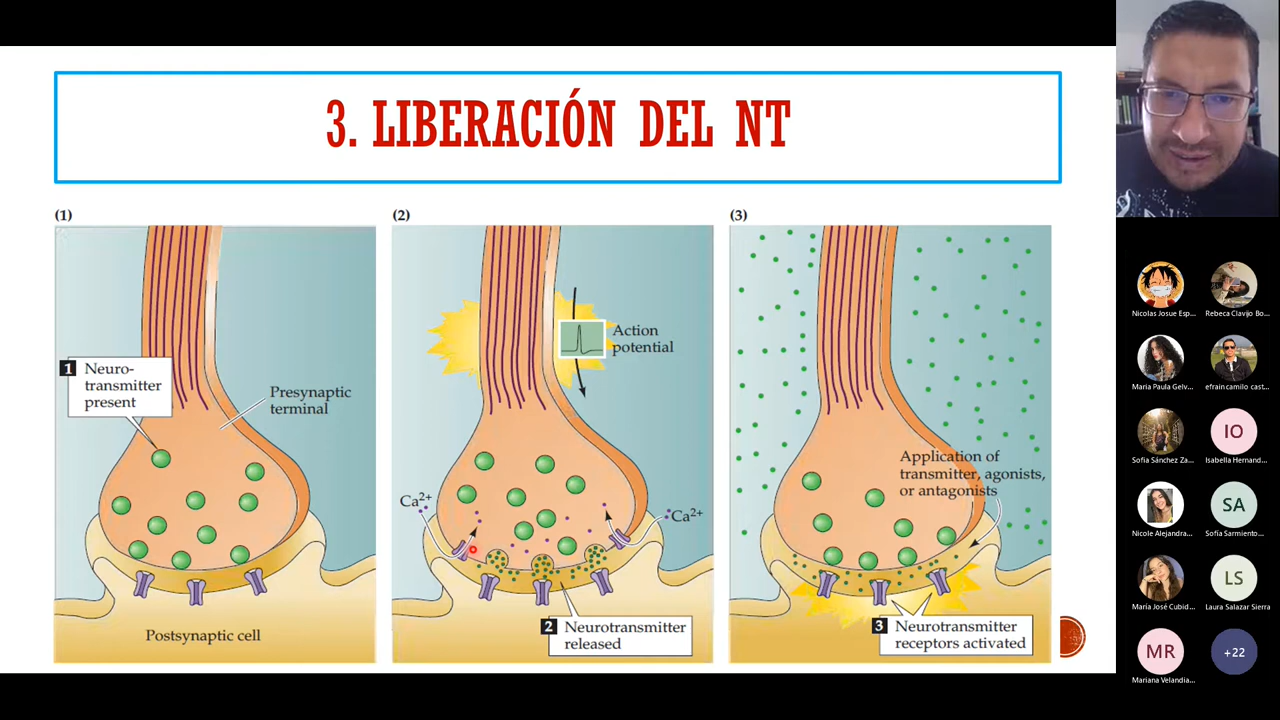 3. LIBERACIÓN DEL NT
(1)
1 Neuro-
transmitter
present
Presynaptic
terminal
Postsynaptic cell
(2)
Action
potential
Ca2+
Ca2+
2 Neurotransmitter
released
(3)
Application of
transmitter, agonists,
or antagonists
3 Neurotransmitter
receptors activated
Nicolas Josue Esp...
Rebeca Clavijo Bo...
Maria Paula Gelv...
efrain camilo cast...
IO
Sofia Sánchez Za...
Isabella Hernand...
SA
Nicole Alejandra...
Sofía Sarmiento...
LS
María José Cubid...
Laura Salazar Sierra
MR
+22
Mariana Velandia...